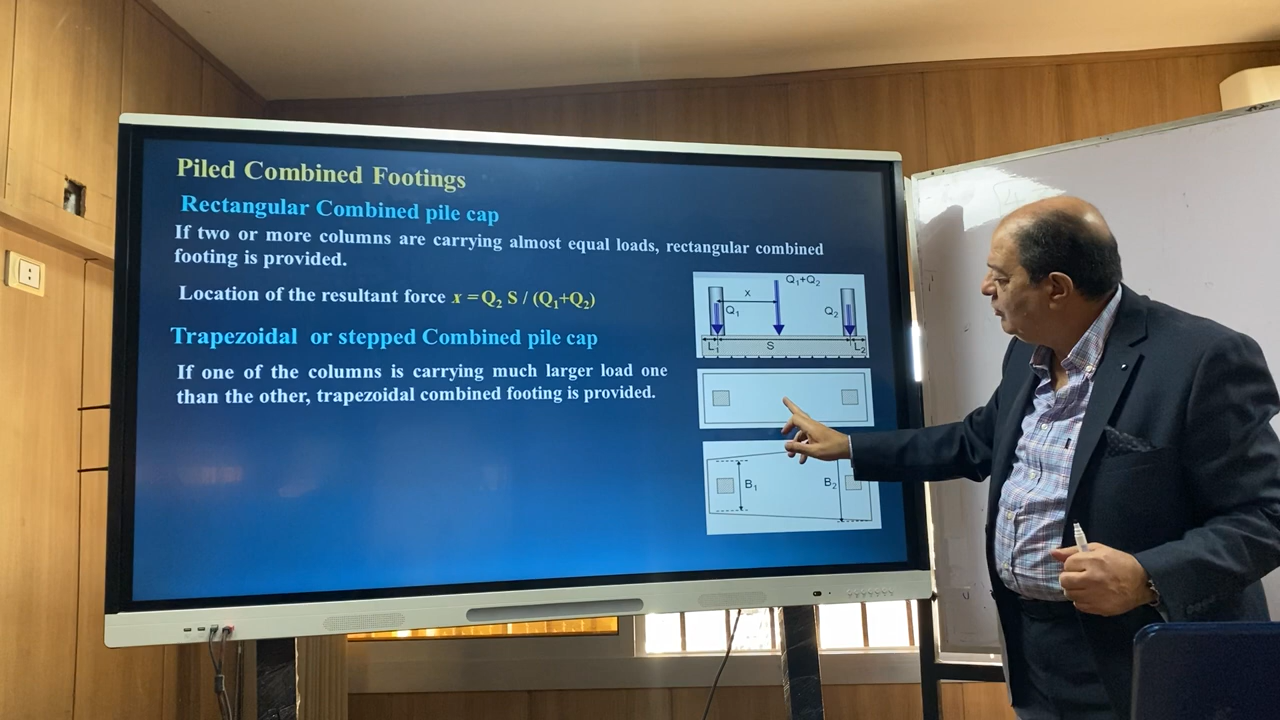 Piled Combined Footings
Rectangular Combined pile cap
If two or more columns are carrying almost equal loads, rectangular combined
footing is provided.
Location of the resultant force x = Q₂ S / (Q₁+Q₂)
Trapezoidal or stepped Combined pile cap
If one of the columns is carrying much larger load one
than the other, trapezoidal combined footing is provided.
Q₁+Q₂
x
Q₁
Q₂
L₁
S
L₂
B₁
B₂